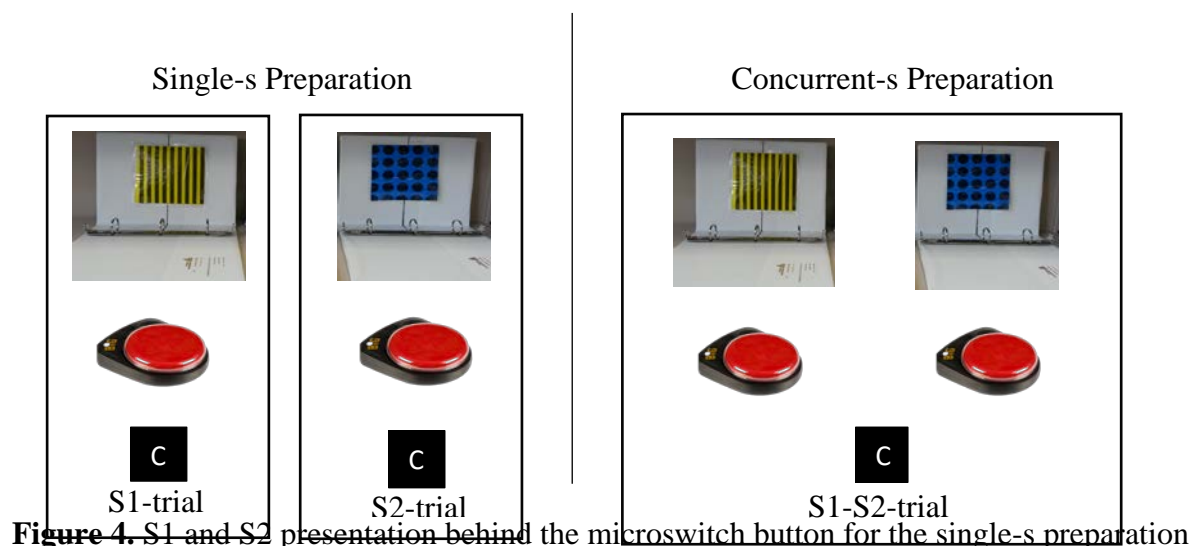 Single-s Preparation
Concurrent-s Preparation
C
C
C
S1-trial
S2-trial
S1-S2-trial
Figure 4. S1 and S2 presentation behind the microswitch button for the single-s preparation